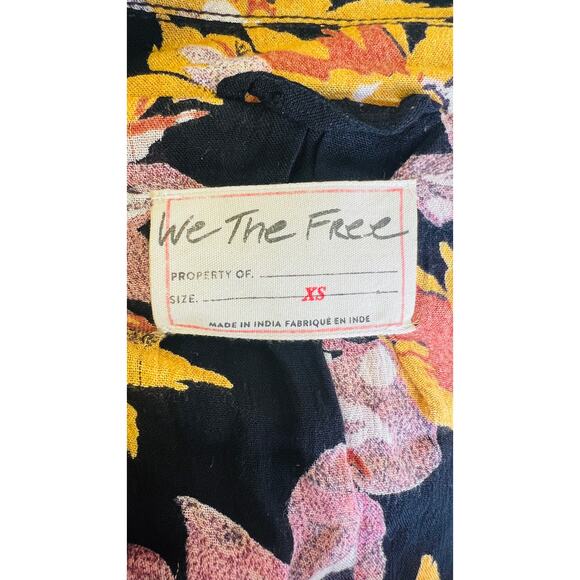 We The Free
PROPERTY OF.
SIZE. XS
MADE IN INDIA FABRIQUÉ EN INDE